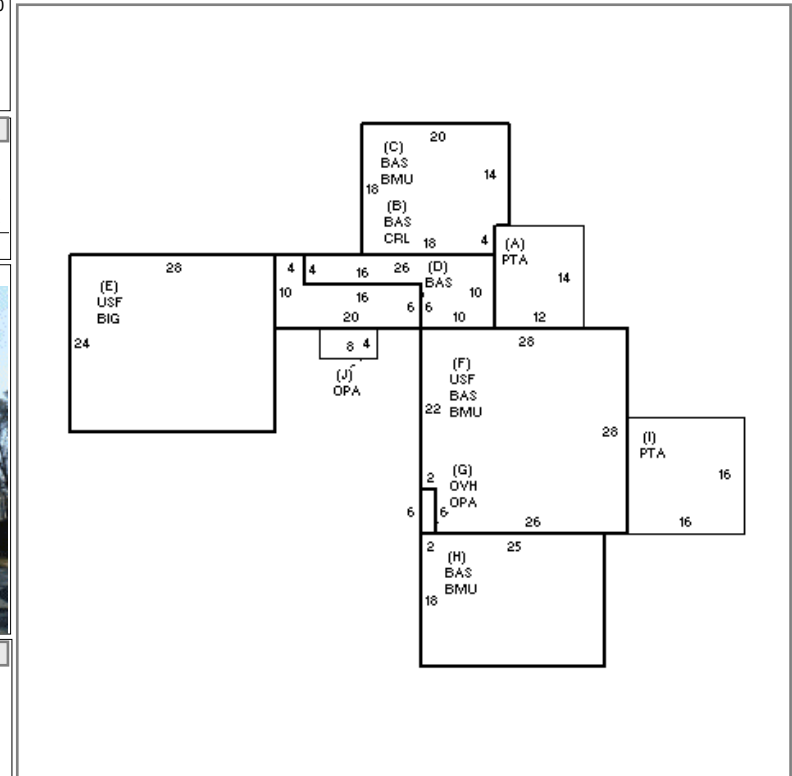 20
(C)
BAS
BMU
14
18
(B)
BAS
CRL
18
4
(A)
PTA
14
12
28
(E)
USF
BIG
24
4
4
16
26
(D)
BAS
10
16
10
20
6
6
10
8
4
(J)
OPA
28
(F)
USF
BAS
BMU
22
28
(I)
PTA
16
16
2
(G)
OVH
OPA
6
6
26
2
25
(H)
BAS
BMU
18